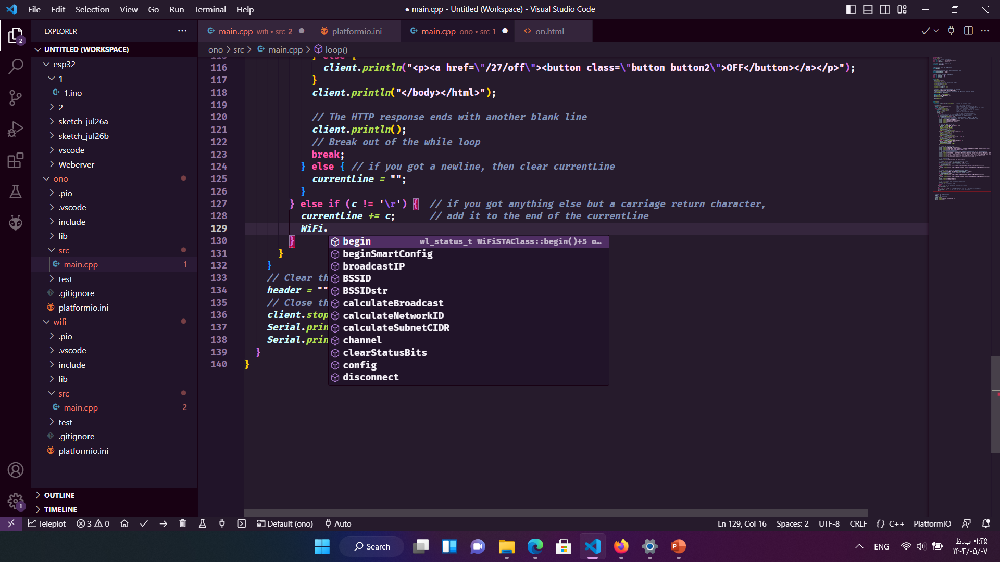 File Edit Selection View Go Run Terminal Help
● main.cpp - Untitled (Workspace) - Visual Studio Code
EXPLORER
main.cpp wifi • src 2
platformio.ini
main.cpp ono • src 1
on.html
2
UNTITLED (WORKSPACE)
esp32
1
1.ino
2
sketch_jul26a
sketch_jul26b
vscode
Weberver
ono
.pio
.vscode
include
lib
src
main.cpp 1
test
.gitignore
platformio.ini
wifi
.pio
.vscode
include
lib
src
main.cpp 2
test
.gitignore
platformio.ini
OUTLINE
TIMELINE
1
ono > src > main.cpp > loop()
115 } else {
116 client.println("<p><a href=\"/27/off\"><button class=\"button button2\">OFF</button></a></p>");
117 }
118 client.println("</body></html>");
119
120 // The HTTP response ends with another blank line
121 client.println();
122 // Break out of the while loop
123 break;
124 } else { // if you got a newline, then clear currentLine
125 currentLine = "";
126 }
127 } else if (c != '\r') { // if you got anything else but a carriage return character,
128 currentLine += c; // add it to the end of the currentLine
129 WiFi.
130 }
131 }
132 }
133 // Clear th
134 header = ""
135 // Close th
136 client.stop
137 Serial.prin
138 Serial.prin
139 }
140 }
begin wl_status_t WiFiSTAClass::begin()+5 o…
beginSmartConfig
broadcastIP
BSSID
BSSIDstr
calculateBroadcast
calculateNetworkID
calculateSubnetCIDR
channel
clearStatusBits
config
disconnect
Teleplot 3 0 Default (ono) Auto
Ln 129, Col 16 Spaces: 2 UTF-8 CRLF {} C++ PlatformIO
Search
ENG
۰۱:۲۵ ب.ظ
۱۴۰۲/۰۵/۰۷